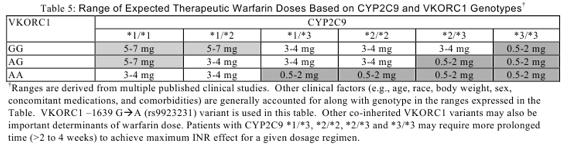 Table 5: Range of Expected Therapeutic Warfarin Doses Based on CYP2C9 and VKORC1 Genotypes†
VKORC1 CYP2C9
*1/*1 *1/*2 *1/*3 *2/*2 *2/*3 *3/*3
GG 5-7 mg 5-7 mg 3-4 mg 3-4 mg 3-4 mg 0.5-2 mg
AG 5-7 mg 3-4 mg 3-4 mg 3-4 mg 0.5-2 mg 0.5-2 mg
AA 3-4 mg 3-4 mg 0.5-2 mg 0.5-2 mg 0.5-2 mg 0.5-2 mg
†Ranges are derived from multiple published clinical studies. Other clinical factors (e.g., age, race, body weight, sex,
concomitant medications, and comorbidities) are generally accounted for along with genotype in the ranges expressed in the
Table. VKORC1 –1639 G→A (rs9923231) variant is used in this table. Other co-inherited VKORC1 variants may also be
important determinants of warfarin dose. Patients with CYP2C9 *1/*3, *2/*2, *2/*3 and *3/*3 may require more prolonged
time (>2 to 4 weeks) to achieve maximum INR effect for a given dosage regimen.